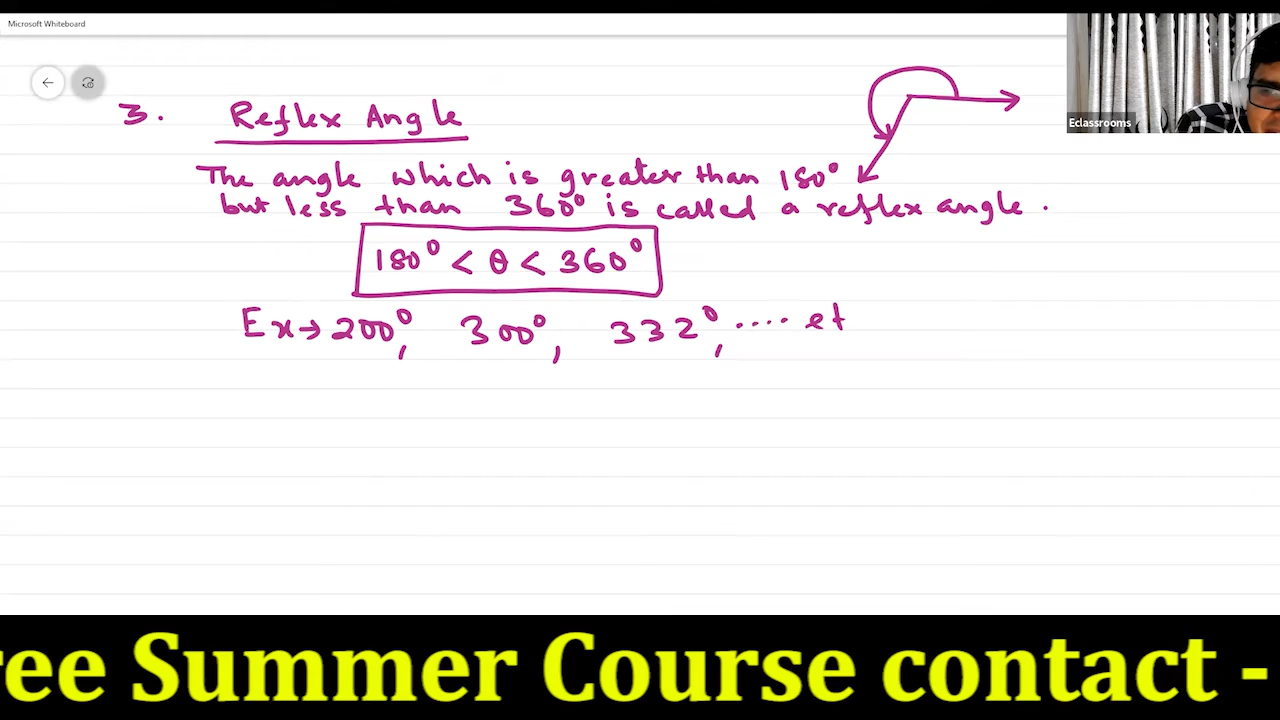 Microsoft Whiteboard
3. Reflex Angle
The angle which is greater than 180°
but less than 360° is called a reflex angle.
180° < θ < 360°
Ex → 200°, 300°, 332°, .... et
Eclassrooms
ree Summer Course contact -